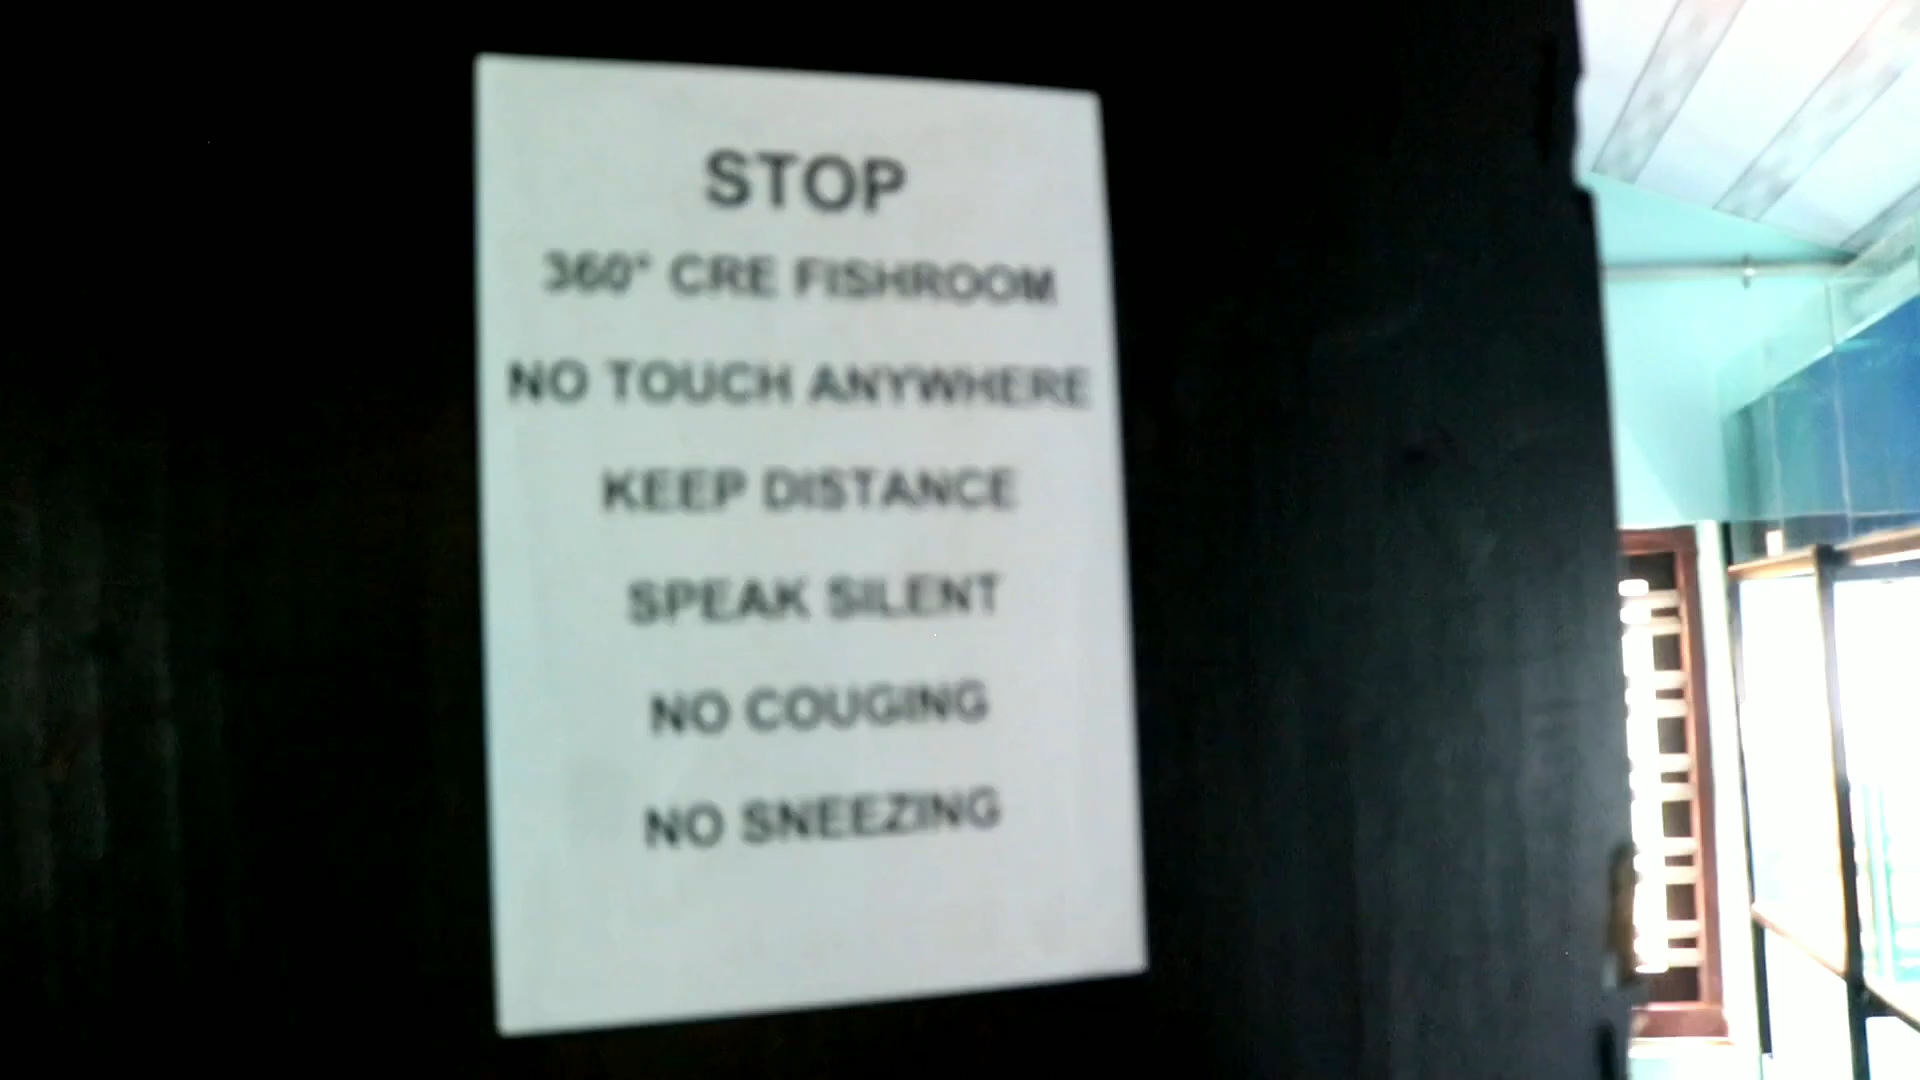 STOP
360° CRE FISHROOM
NO TOUCH ANYWHERE
KEEP DISTANCE
SPEAK SILENT
NO COUGING
NO SNEEZING